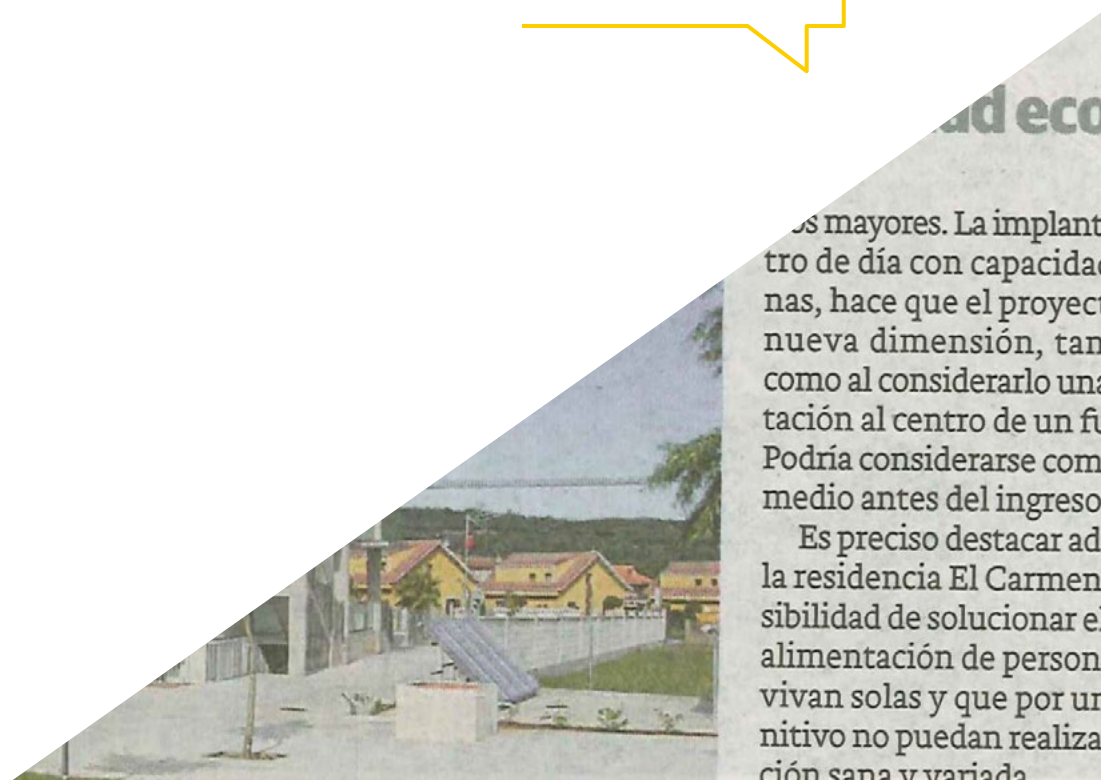 ad eco
os mayores. La implant
tro de día con capacidad
nas, hace que el proyect
nueva dimensión, tan
como al considerarlo una
tación al centro de un fu
Podría considerarse com
medio antes del ingreso
Es preciso destacar ad
la residencia El Carmen
sibilidad de solucionar el
alimentación de person
vivan solas y que por un
nitivo no puedan realiza
ción sana y variada